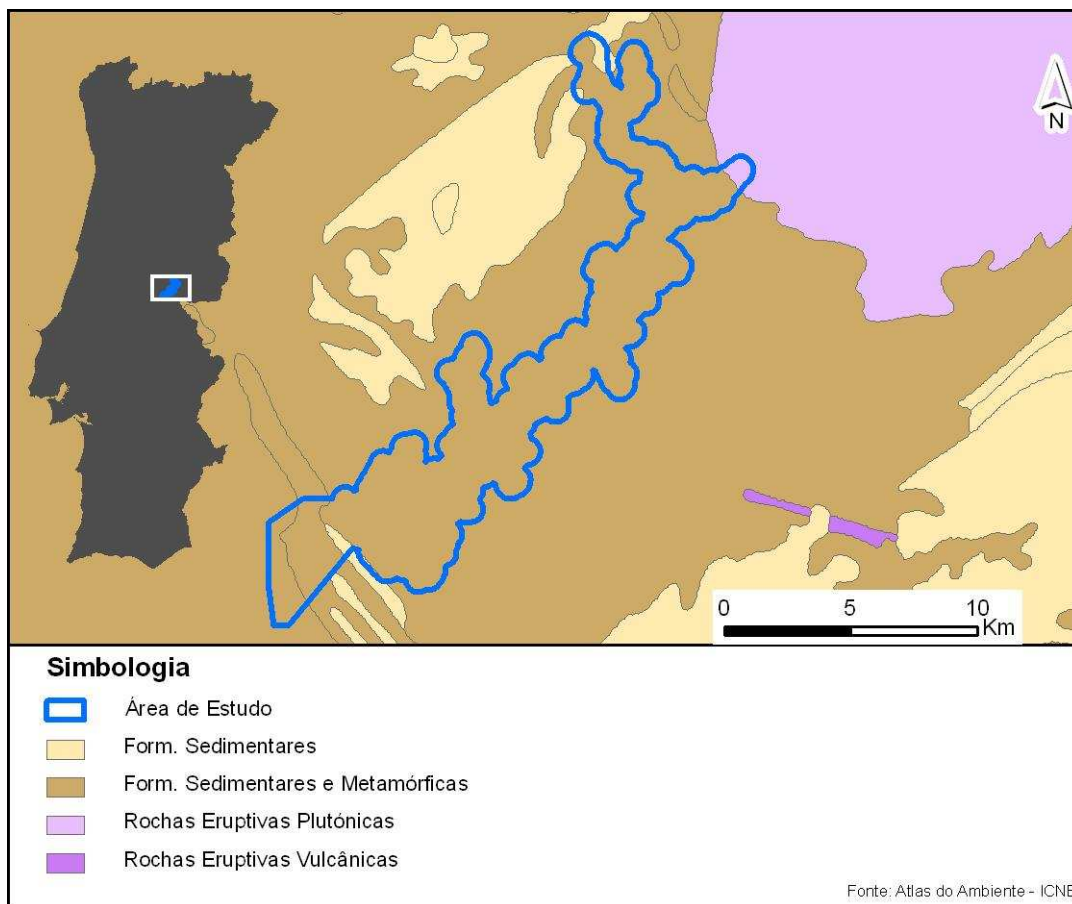 N
0 5 10
Km
Simbologia
Área de Estudo
Form. Sedimentares
Form. Sedimentares e Metamórficas
Rochas Eruptivas Plutónicas
Rochas Eruptivas Vulcânicas
Fonte: Atlas do Ambiente - ICNB